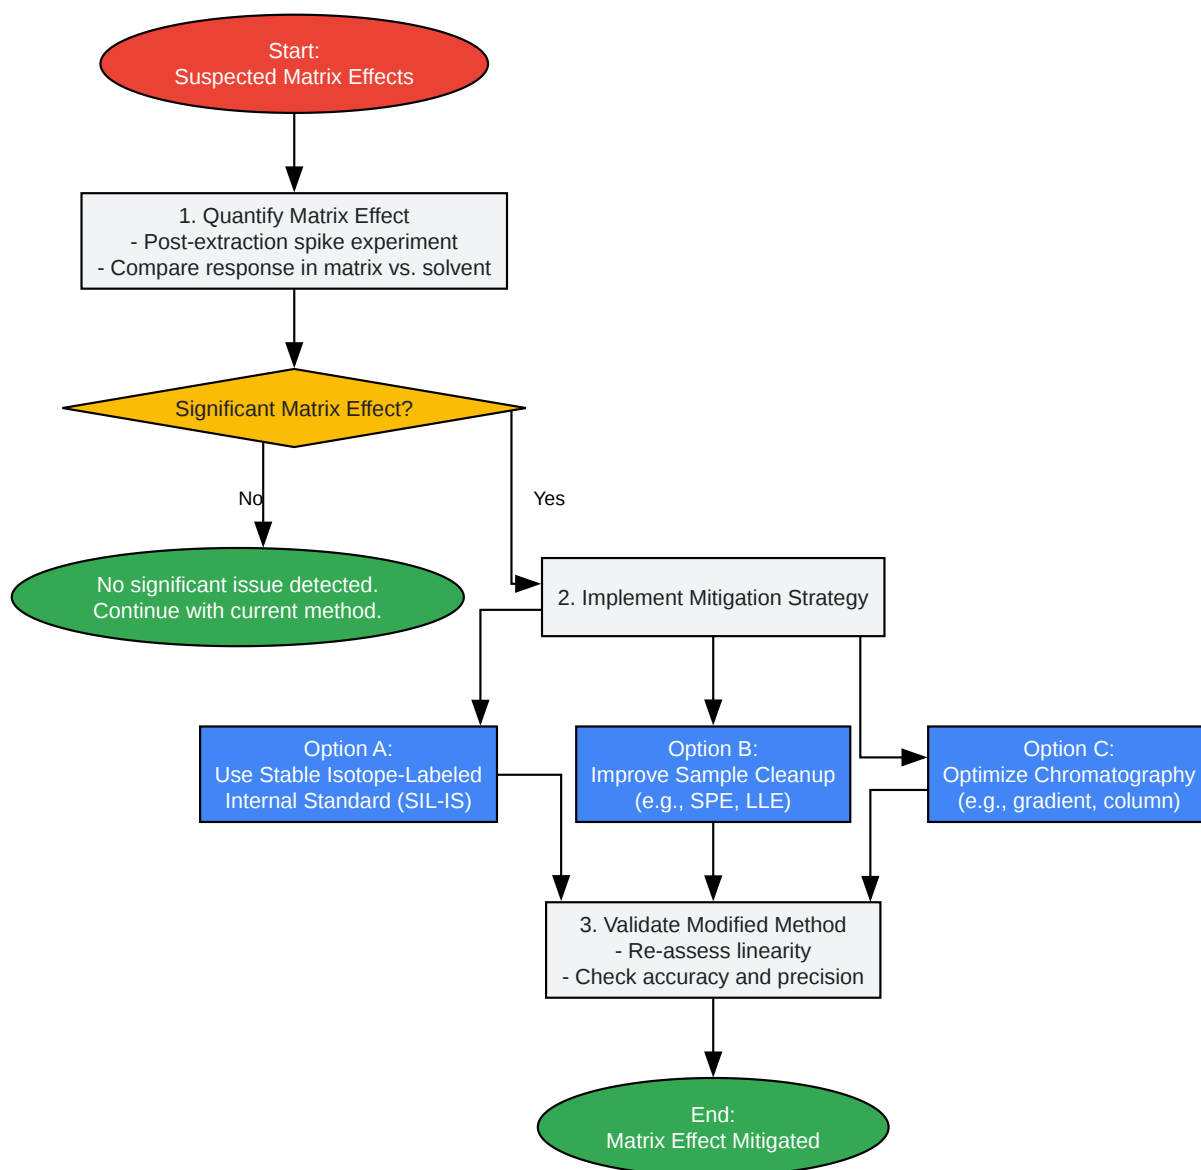 Start:
Suspected Matrix Effects
1. Quantify Matrix Effect
- Post-extraction spike experiment
- Compare response in matrix vs. solvent
Significant Matrix Effect?
No
Yes
No significant issue detected.
Continue with current method.
2. Implement Mitigation Strategy
Option A:
Use Stable Isotope-Labeled
Internal Standard (SIL-IS)
Option B:
Improve Sample Cleanup
(e.g., SPE, LLE)
Option C:
Optimize Chromatography
(e.g., gradient, column)
3. Validate Modified Method
- Re-assess linearity
- Check accuracy and precision
End:
Matrix Effect Mitigated